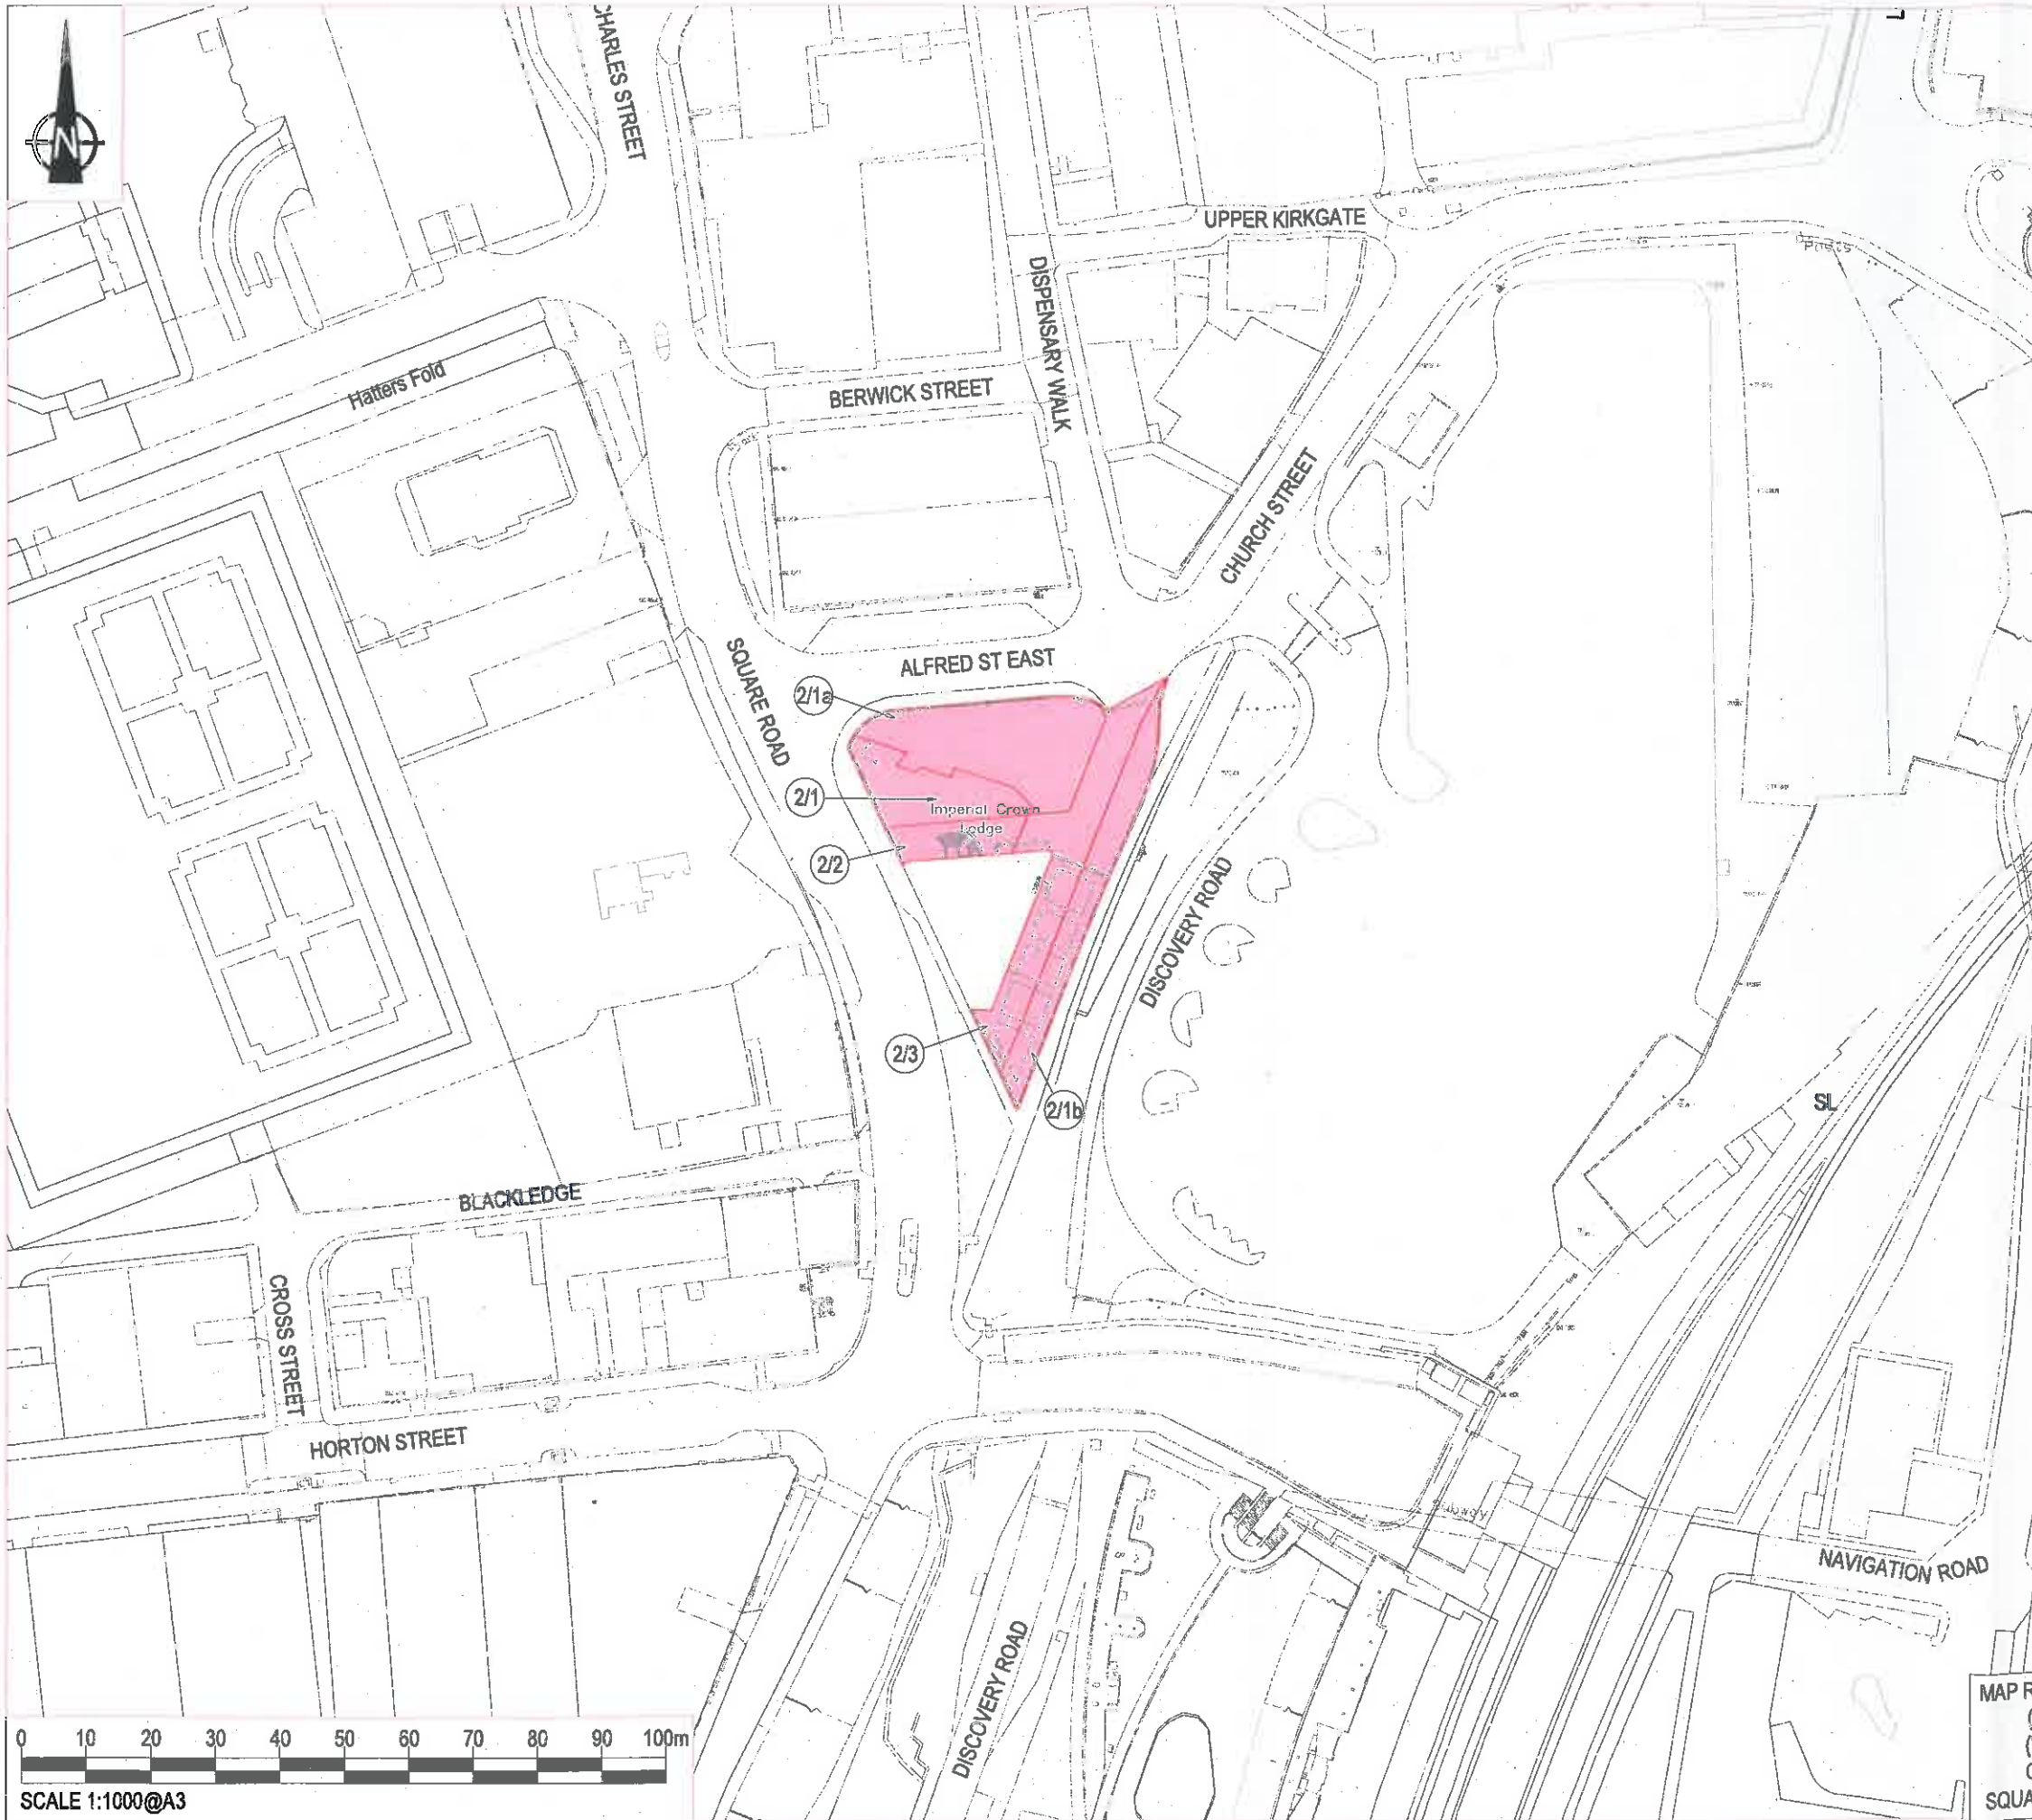 N
CHARLES STREET
UPPER KIRKGATE
Posts
DISPENSARY WALK
Hatters Fold
BERWICK STREET
CHURCH STREET
SQUARE ROAD
ALFRED ST EAST
2/1a
2/1
Imperial Crown
Lodge
2/2
DISCOVERY ROAD
2/3
2/1b
SL
BLACKLEDGE
CROSS STREET
HORTON STREET
Subway
NAVIGATION ROAD
DISCOVERY ROAD
MAP R
SQUA
0 10 20 30 40 50 60 70 80 90 100m
SCALE 1:1000@A3